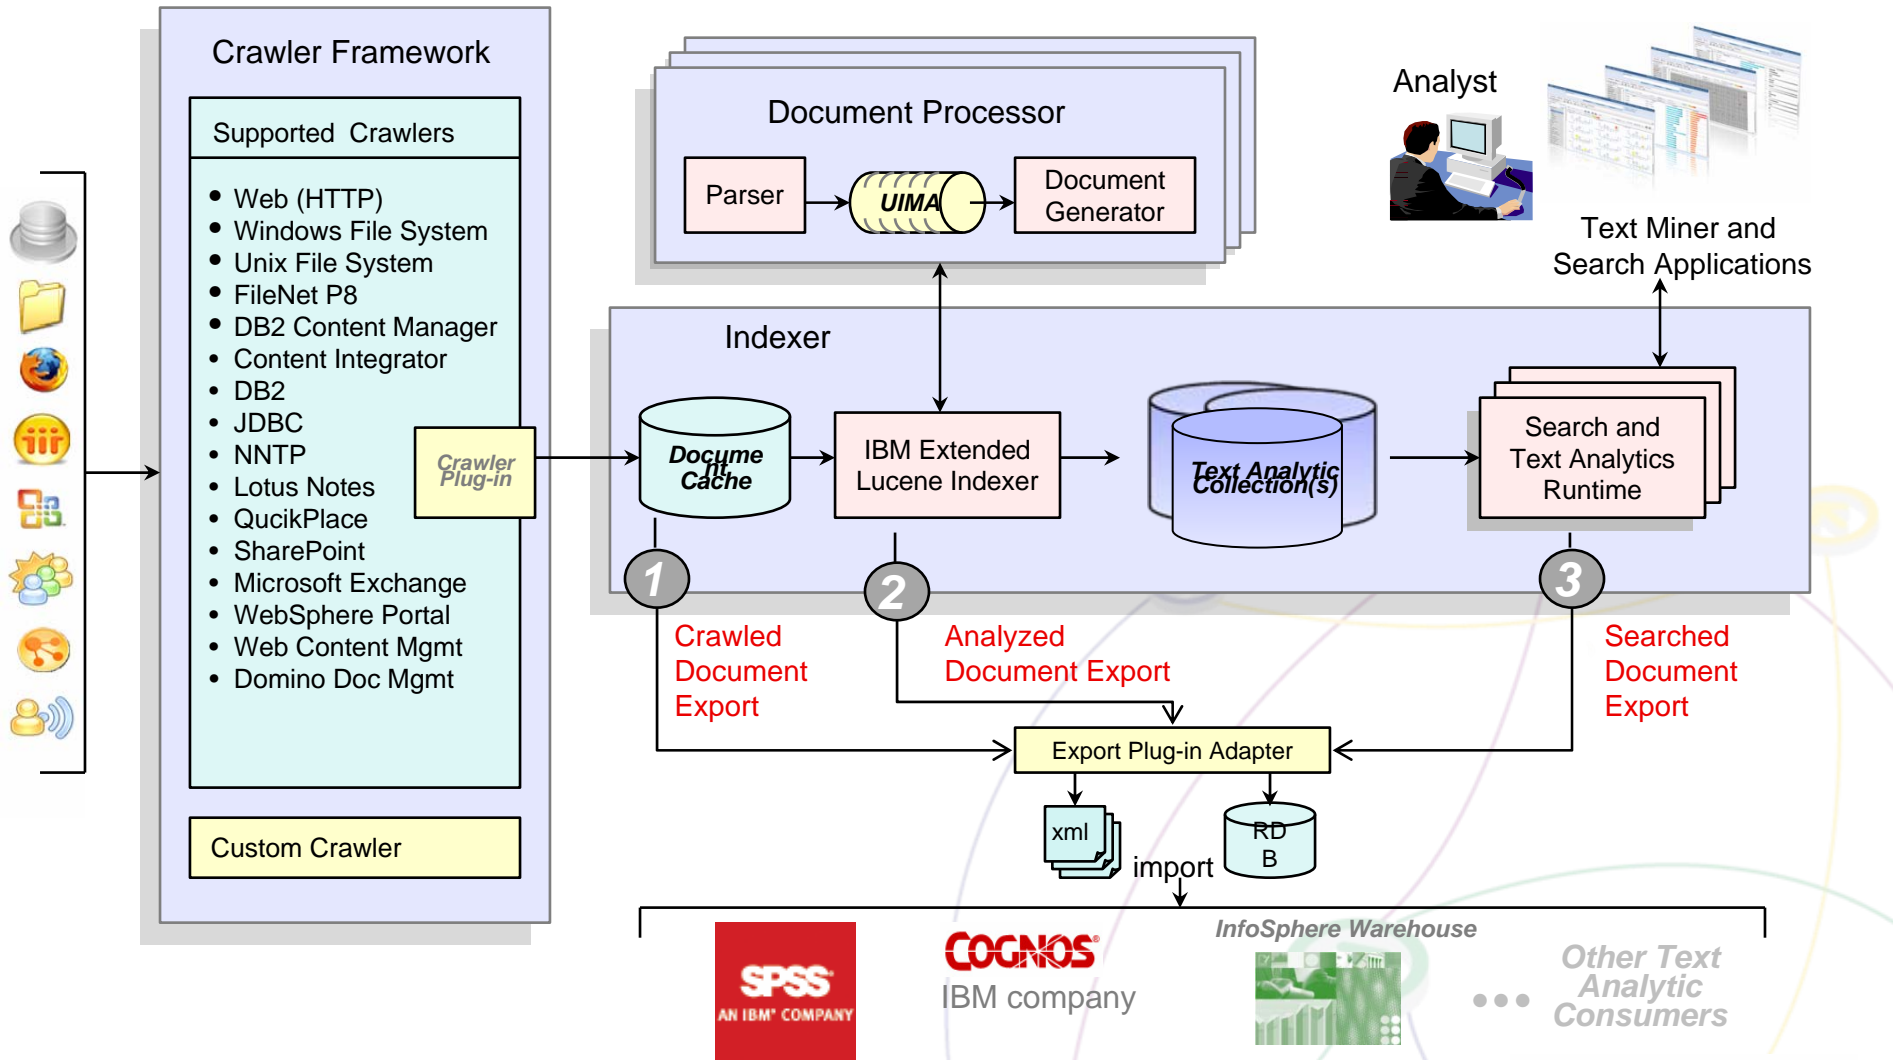 Crawler Framework
Supported Crawlers
• Web (HTTP)
• Windows File System
• Unix File System
• FileNet P8
• DB2 Content Manager
• Content Integrator
• DB2
• JDBC
• NNTP
• Lotus Notes
• QucikPlace
• SharePoint
• Microsoft Exchange
• WebSphere Portal
• Web Content Mgmt
• Domino Doc Mgmt
Crawler
Plug-in
Custom Crawler
Document Processor
Parser
UIMA
Document
Generator
Analyst
Text Miner and
Search Applications
Indexer
Docume
nt
Cache
IBM Extended
Lucene Indexer
Text Analytic
Collection(s)
Search and
Text Analytics
Runtime
1
2
3
Crawled
Document
Export
Analyzed
Document Export
Searched
Document
Export
Export Plug-in Adapter
xml
RD
B
import
SPSS
AN IBM® COMPANY
COGNOS®
IBM company
InfoSphere Warehouse
•••
Other Text
Analytic
Consumers